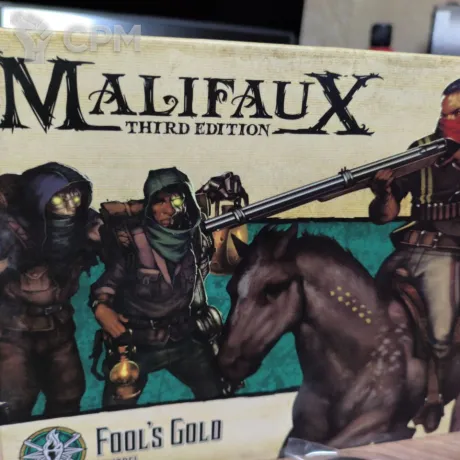 CPM
MALIFAUX
THIRD EDITION
FOOL'S GOLD